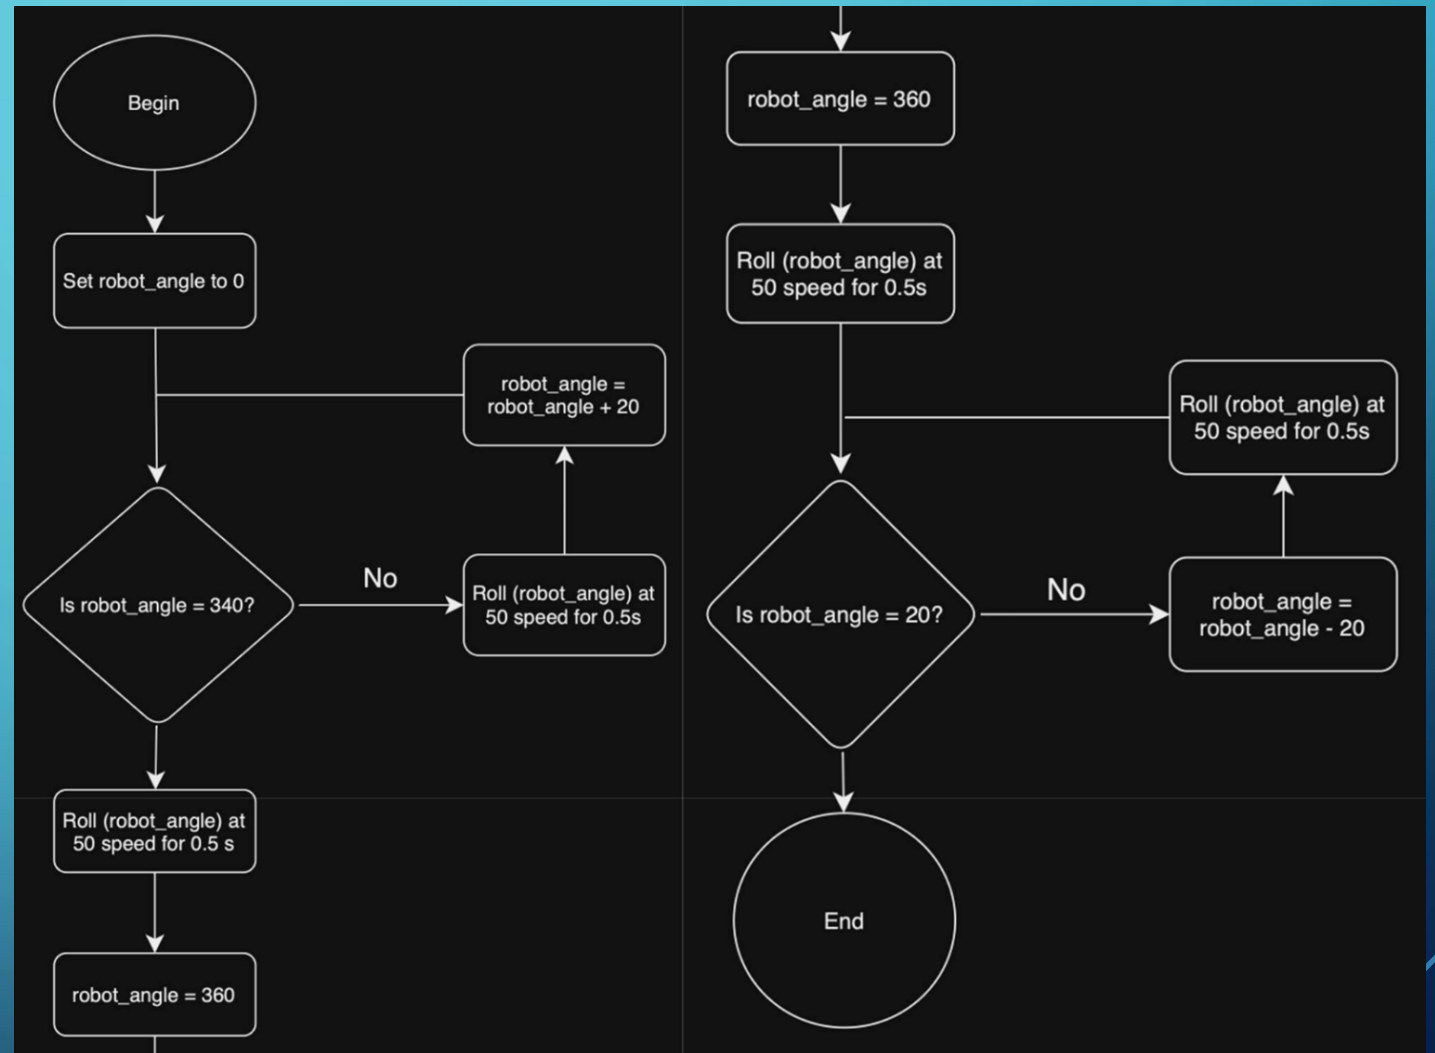 Begin
Set robot_angle to 0
robot_angle =
robot_angle + 20
Is robot_angle = 340?
No
Roll (robot_angle) at
50 speed for 0.5s
Roll (robot_angle) at
50 speed for 0.5 s
robot_angle = 360
robot_angle = 360
Roll (robot_angle) at
50 speed for 0.5s
Roll (robot_angle) at
50 speed for 0.5s
Is robot_angle = 20?
No
robot_angle =
robot_angle - 20
End